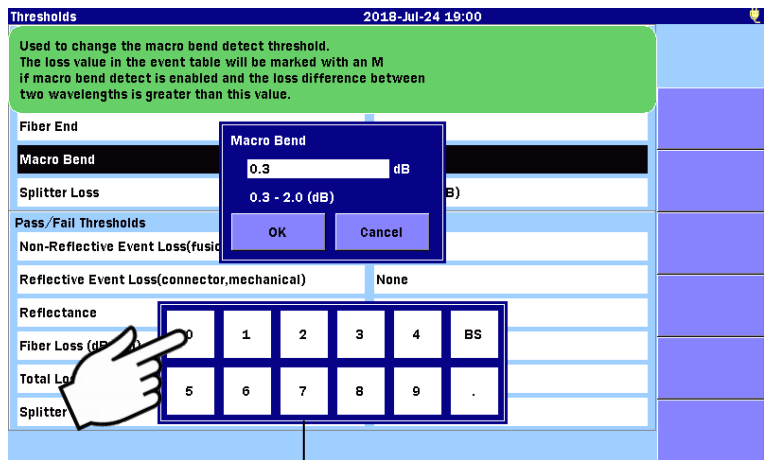 Thresholds 2018-Jul-24 19:00
Used to change the macro bend detect threshold.
The loss value in the event table will be marked with an M
if macro bend detect is enabled and the loss difference between
two wavelengths is greater than this value.
Fiber End
Macro Bend
Macro Bend
0.3 dB
Splitter Loss
0.3 - 2.0 (dB)
B)
OK Cancel
Pass/Fail Thresholds
Non-Reflective Event Loss(fusio
Reflective Event Loss(connector,mechanical) None
Reflectance
0 1 2 3 4 BS
Fiber Loss (dB
Total Lo
5 6 7 8 9 .
Splitter